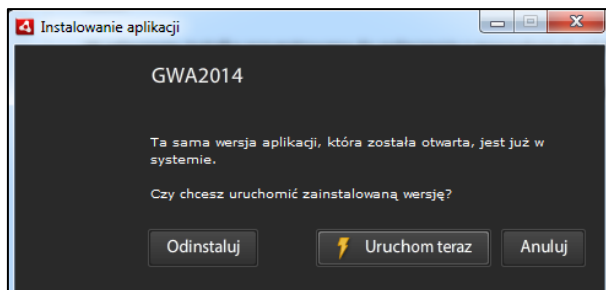 Instalowanie aplikacji
GWA2014
Ta sama wersja aplikacji, która została otwarta, jest już w
systemie.
Czy chcesz uruchomić zainstalowaną wersję?
Odinstaluj
Uruchom teraz
Anuluj